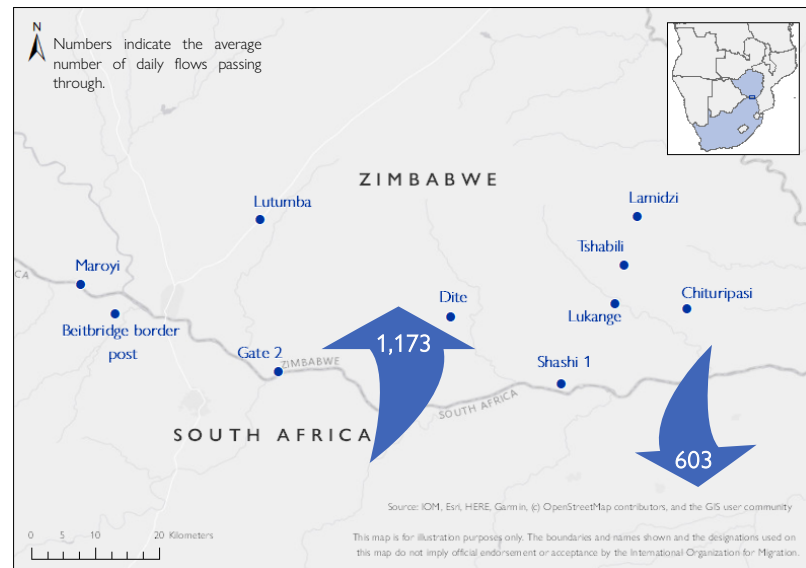 N
Numbers indicate the average
number of daily flows passing
through.
ZIMBABWE
Lutumba
Lamidzi
Tshabili
Maroyi
CA
Beitbridge border
post
Dite
Lukange
Chituripasi
1,173
Gate 2
ZIMBABWE
Shashi 1
SOUTH AFRICA
SOUTH AFRICA
603
Source: IOM, Esri, HERE, Garmin, (c) OpenStreetMap contributors, and the GIS user community
0 5 10 20 Kilometers
This map is for illustration purposes only. The boundaries and names shown and the designations used on
this map do not imply official endorsement or acceptance by the International Organization for Migration.